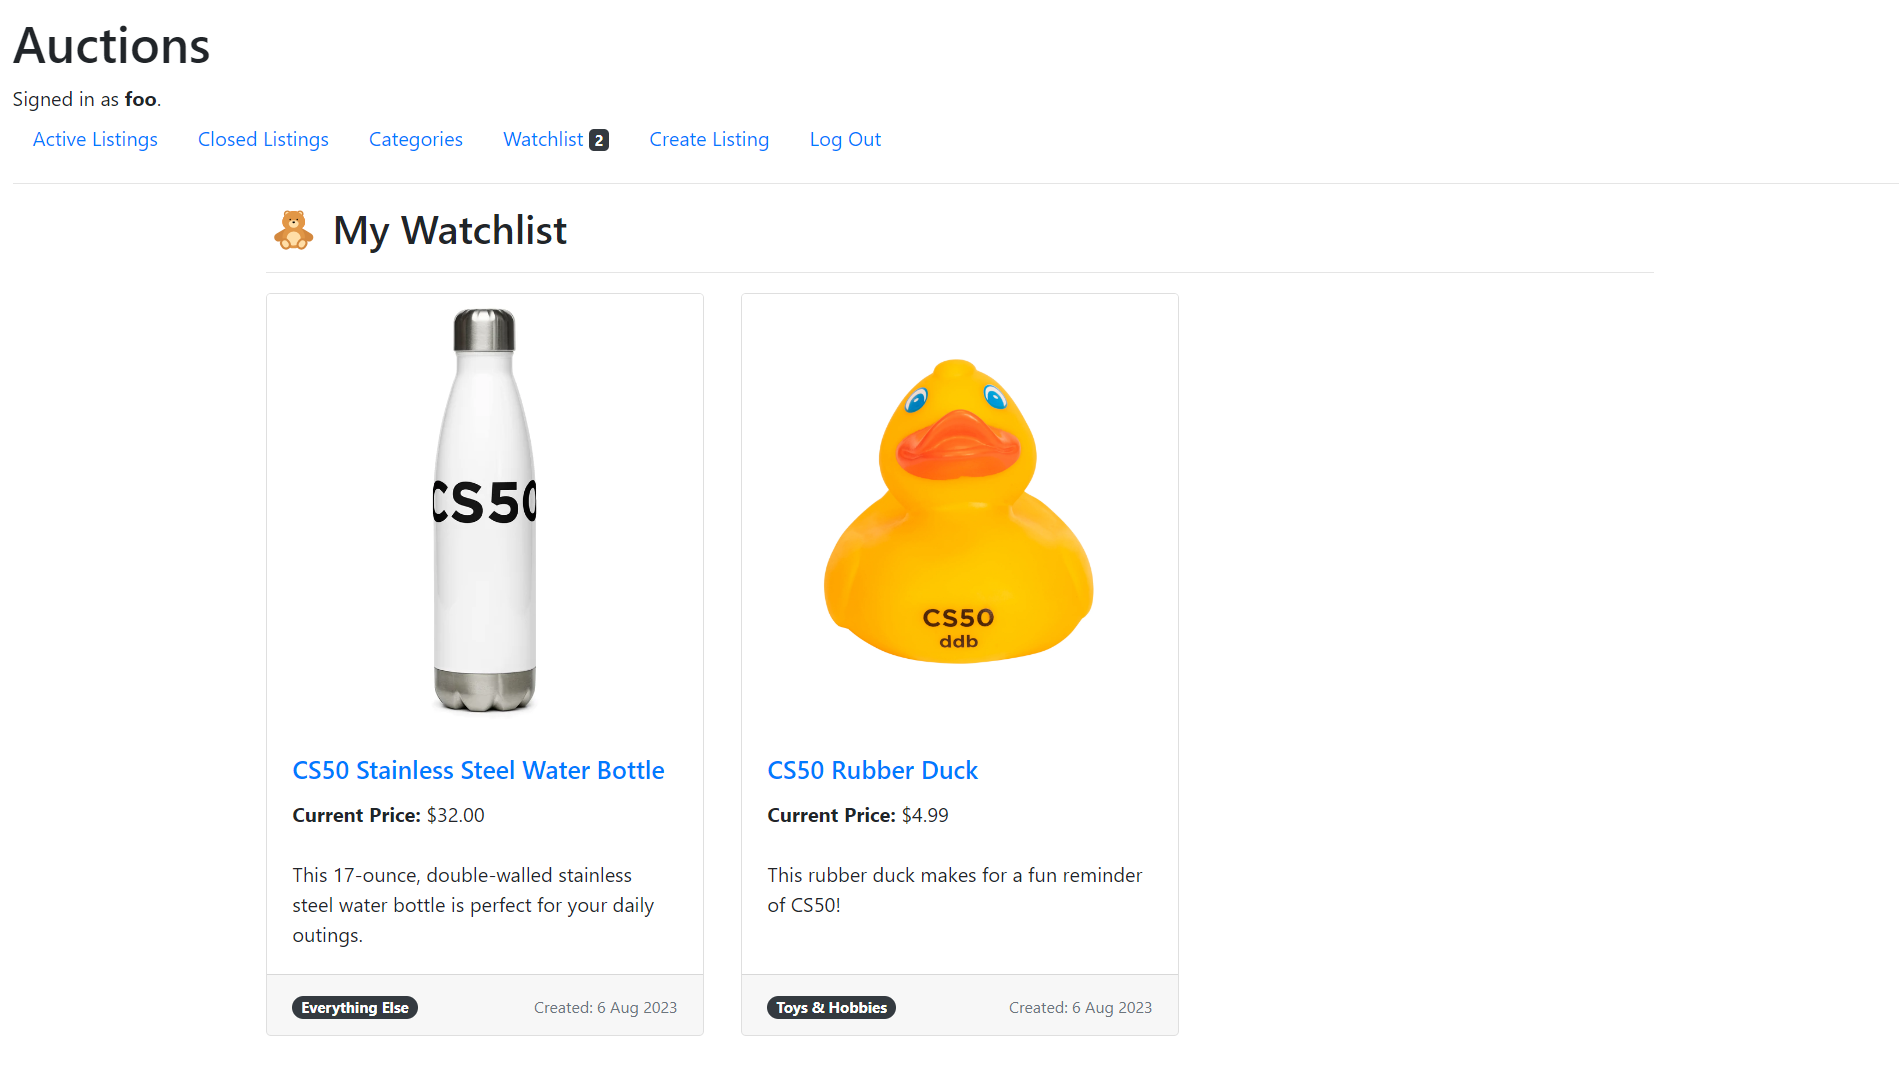 Auctions
Signed in as foo.
Active Listings Closed Listings Categories Watchlist 2 Create Listing Log Out
My Watchlist
CS50
CS50 Stainless Steel Water Bottle
Current Price: $32.00
This 17-ounce, double-walled stainless
steel water bottle is perfect for your daily
outings.
Everything Else Created: 6 Aug 2023
CS50
ddb
CS50 Rubber Duck
Current Price: $4.99
This rubber duck makes for a fun reminder
of CS50!
Toys & Hobbies Created: 6 Aug 2023